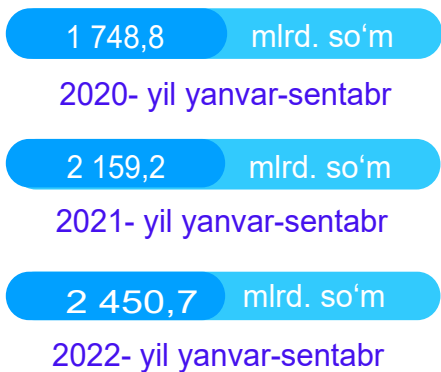 1 748,8 mlrd. so‘m
2020- yil yanvar-sentabr
2 159,2 mlrd. so‘m
2021- yil yanvar-sentabr
2 450,7 mlrd. so‘m
2022- yil yanvar-sentabr